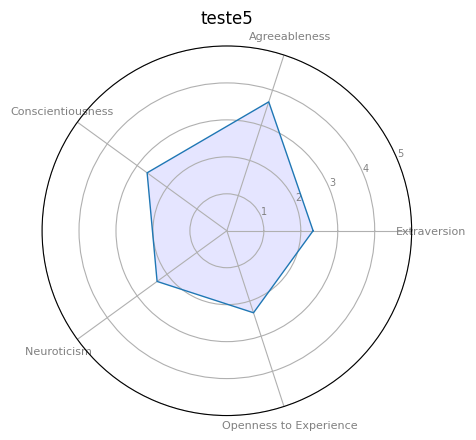 teste5
Agreeableness
Conscientiousness
5
4
3
2
1
Extraversion
Neuroticism
Openness to Experience